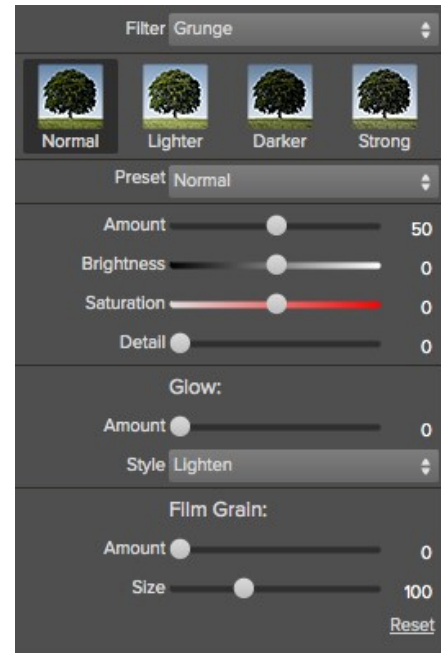 Filter Grunge
Normal Lighter Darker Strong
Preset Normal
Amount 50
Brightness 0
Saturation 0
Detail 0
Glow:
Amount 0
Style Lighten
Film Grain:
Amount 0
Size 100
Reset